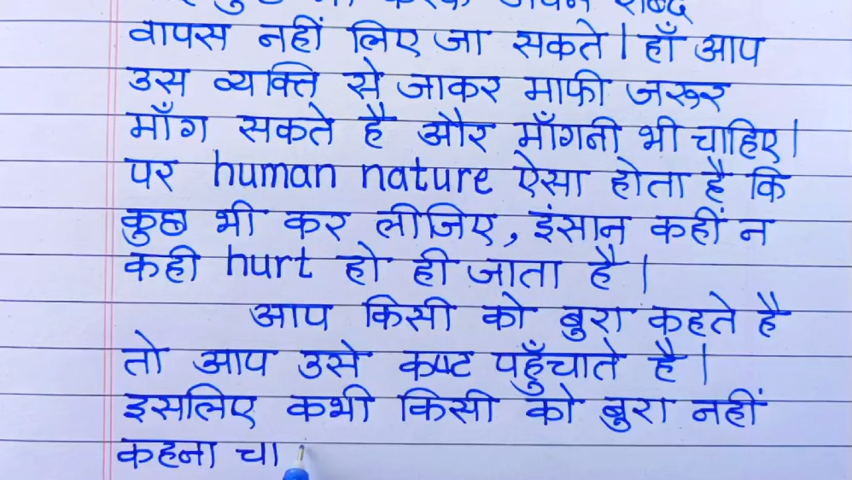 शब्द
वापस नहीं लिए जा सकते। हाँ आप
उस व्यक्ति से जाकर माफी जरूर
माँग सकते है और माँगनी भी चाहिए।
पर human nature ऐसा होता है कि
कुछ भी कर लीजिए, इंसान कहीं न
कही hurt हो ही जाता है।
आप किसी को बुरा कहते है
तो आप उसे कष्ट पहुँचाते है।
इसलिए कभी किसी को बुरा नहीं
कहना चा